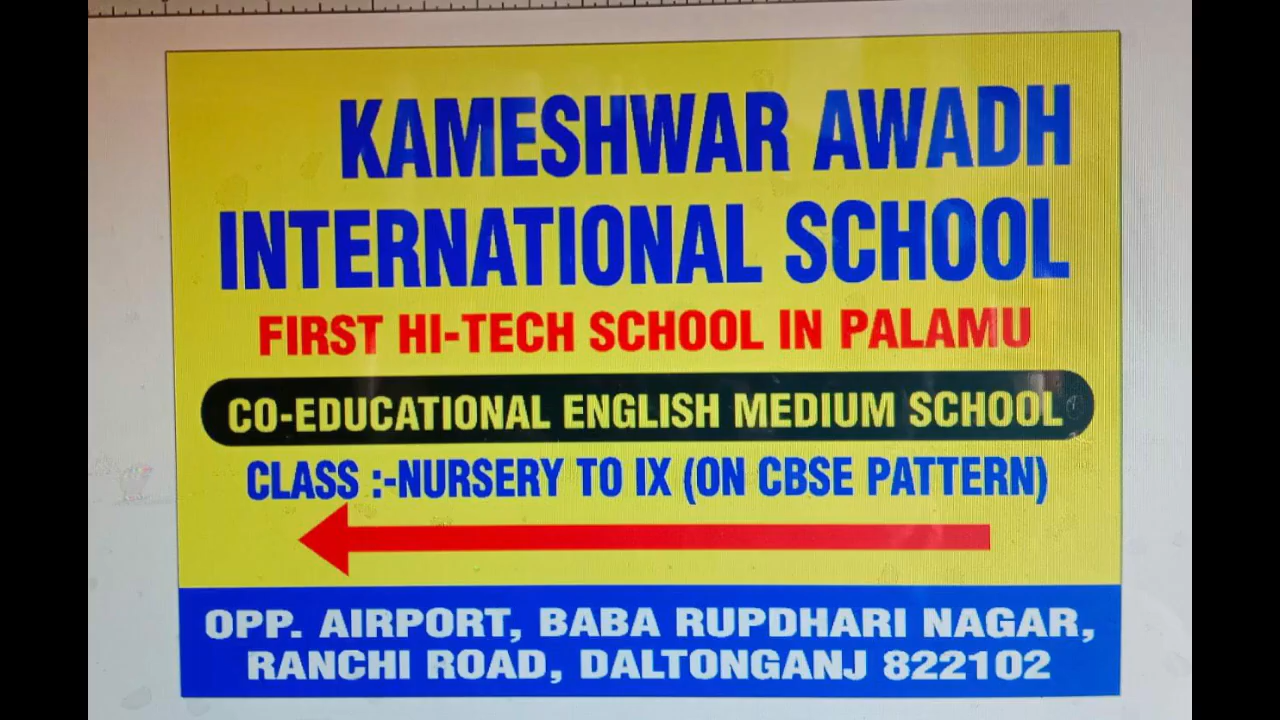 KAMESHWAR AWADH
INTERNATIONAL SCHOOL
FIRST HI-TECH SCHOOL IN PALAMU
CO-EDUCATIONAL ENGLISH MEDIUM SCHOOL
CLASS :-NURSERY TO IX (ON CBSE PATTERN)
OPP. AIRPORT, BABA RUPDHARI NAGAR,
RANCHI ROAD, DALTONGANJ 822102